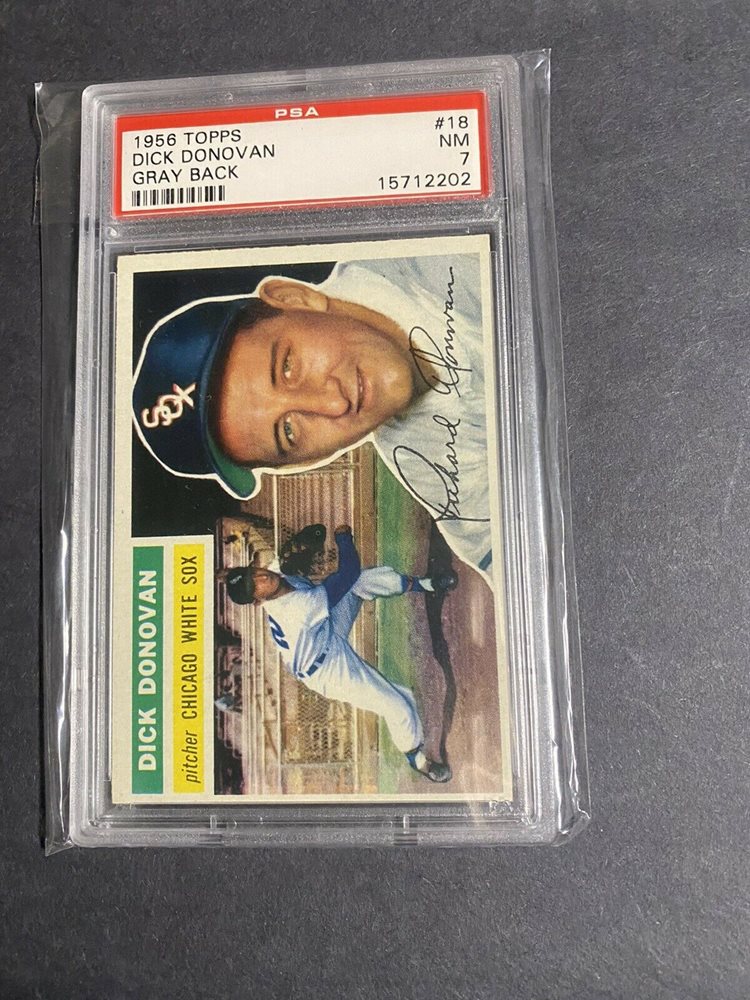 PSA
1956 TOPPS #18
DICK DONOVAN NM
GRAY BACK 7
15712202
SOX
Richard Donovan
DICK DONOVAN
pitcher CHICAGO WHITE SOX
2